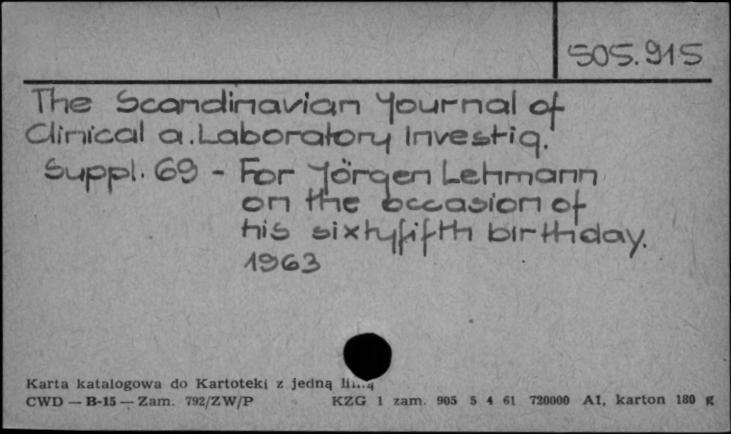 505.915
The Scandinavian Journal of
Clinical a. Laboratory Investig.
Suppl. 69 - For Jörgen Lehmann
on the occasion of
his sixtyfifth birthday.
1963
Karta katalogowa do Kartoteki z jedną
CWD — B-15 — Zam. 792/ZW/P KZG 1 zam. 905 5 4 61 720000 A1, karton 180 g